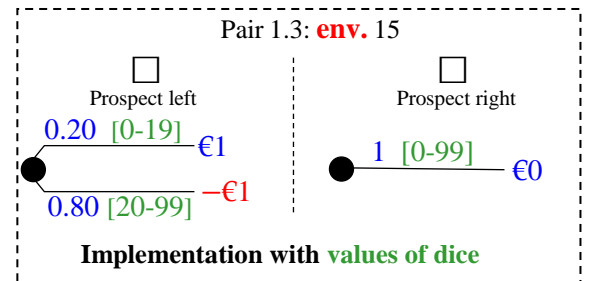 Pair 1.3: env. 15
Prospect left
Prospect right
0.20 [0-19]
€1
1 [0-99]
€0
−€1
0.80 [20-99]
Implementation with values of dice